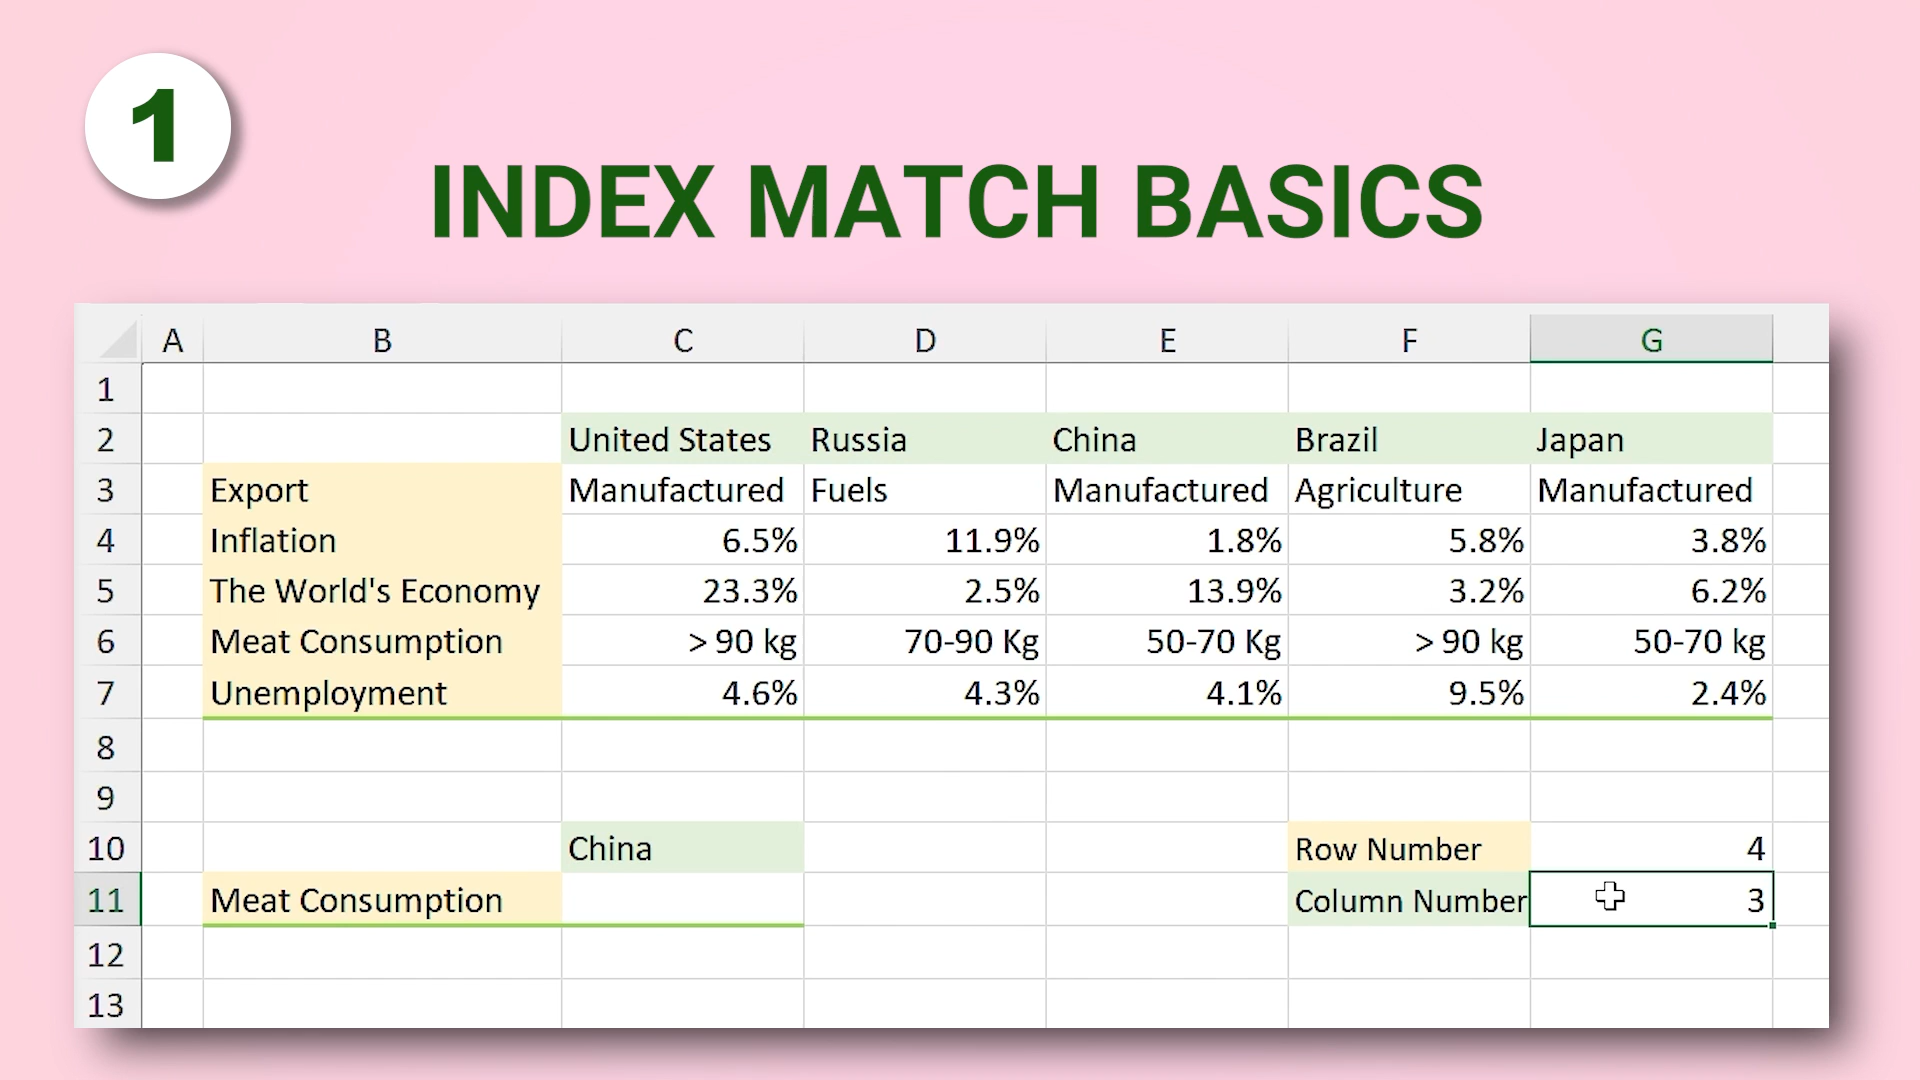 1
INDEX MATCH BASICS
A B C D E F G
1
2 United States Russia China Brazil Japan
3 Export Manufactured Fuels Manufactured Agriculture Manufactured
4 Inflation 6.5% 11.9% 1.8% 5.8% 3.8%
5 The World's Economy 23.3% 2.5% 13.9% 3.2% 6.2%
6 Meat Consumption > 90 kg 70-90 Kg 50-70 Kg > 90 kg 50-70 kg
7 Unemployment 4.6% 4.3% 4.1% 9.5% 2.4%
8
9
10 China Row Number 4
11 Meat Consumption Column Number 3
12
13